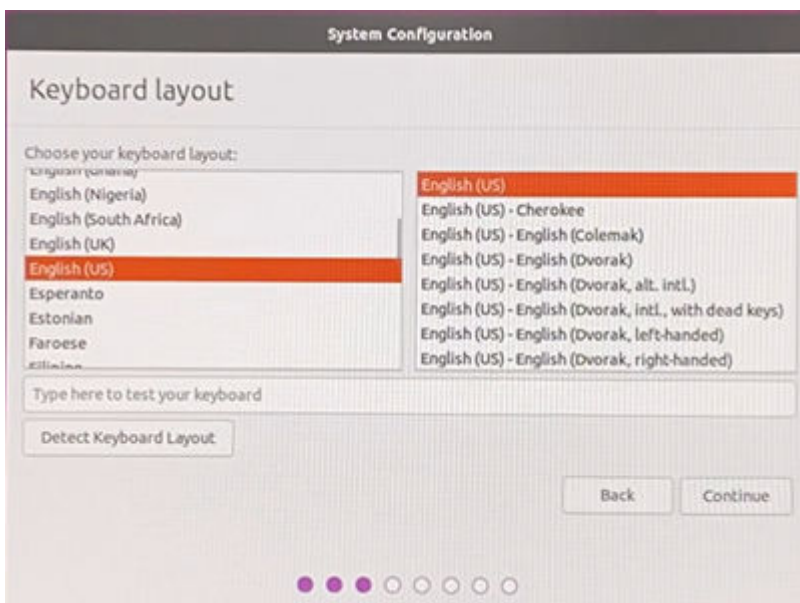 System Configuration
Keyboard layout
Choose your keyboard layout:
English (Ghana)
English (Nigeria)
English (South Africa)
English (UK)
English (US)
Esperanto
Estonian
Faroese
Filipino
English (US)
English (US) - Cherokee
English (US) - English (Colemak)
English (US) - English (Dvorak)
English (US) - English (Dvorak, alt. intl.)
English (US) - English (Dvorak, intl., with dead keys)
English (US) - English (Dvorak, left-handed)
English (US) - English (Dvorak, right-handed)
Type here to test your keyboard
Detect Keyboard Layout
Back
Continue